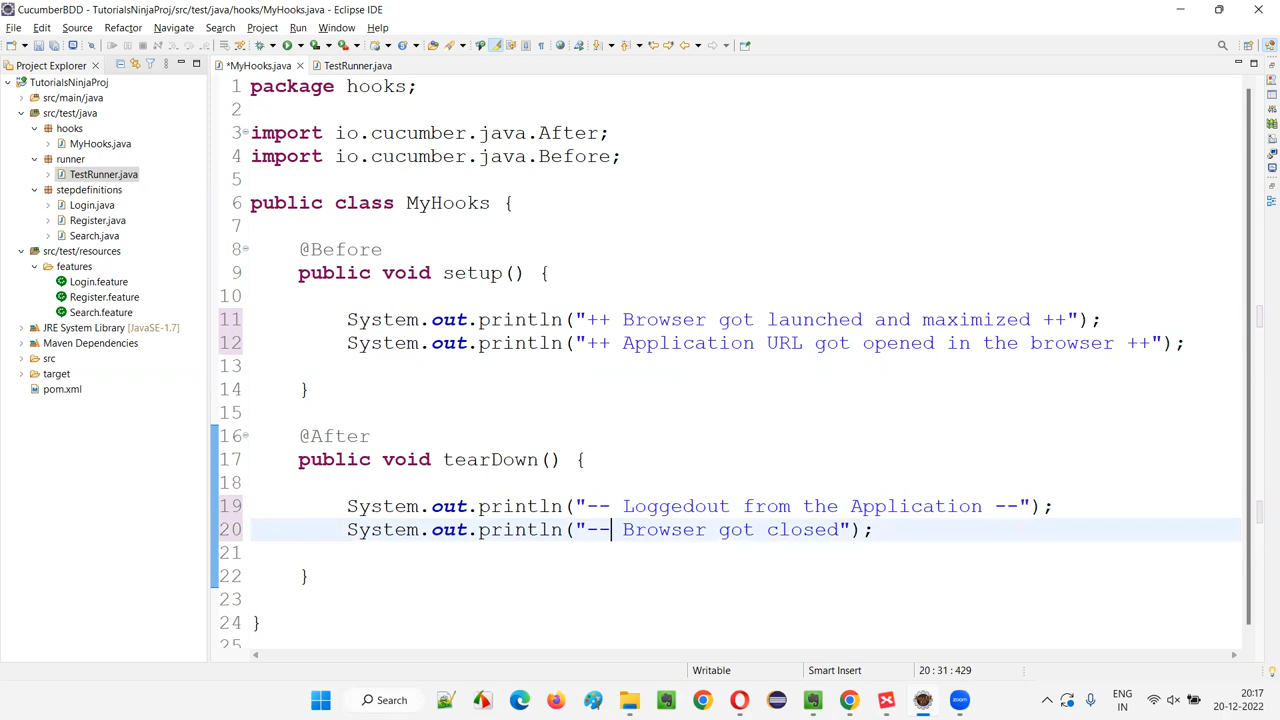 CucumberBDD - TutorialsNinjaProj/src/test/java/hooks/MyHooks.java - Eclipse IDE
File Edit Source Refactor Navigate Search Project Run Window Help
Project Explorer
*MyHooks.java TestRunner.java
TutorialsNinjaProj
src/main/java
src/test/java
hooks
MyHooks.java
runner
TestRunner.java
stepdefinitions
Login.java
Register.java
Search.java
src/test/resources
features
Login.feature
Register.feature
Search.feature
JRE System Library [JavaSE-1.7]
Maven Dependencies
src
target
pom.xml
1 package hooks;
2
3 import io.cucumber.java.After;
4 import io.cucumber.java.Before;
5
6 public class MyHooks {
7
8 @Before
9 public void setup() {
10
11 System.out.println("++ Browser got launched and maximized ++");
12 System.out.println("++ Application URL got opened in the browser ++");
13
14 }
15
16 @After
17 public void tearDown() {
18
19 System.out.println("-- Loggedout from the Application --");
20 System.out.println("-- Browser got closed");
21
22 }
23
24 }
25
Writable Smart Insert 20 : 31 : 429
Search
ENG
IN
20:17
20-12-2022